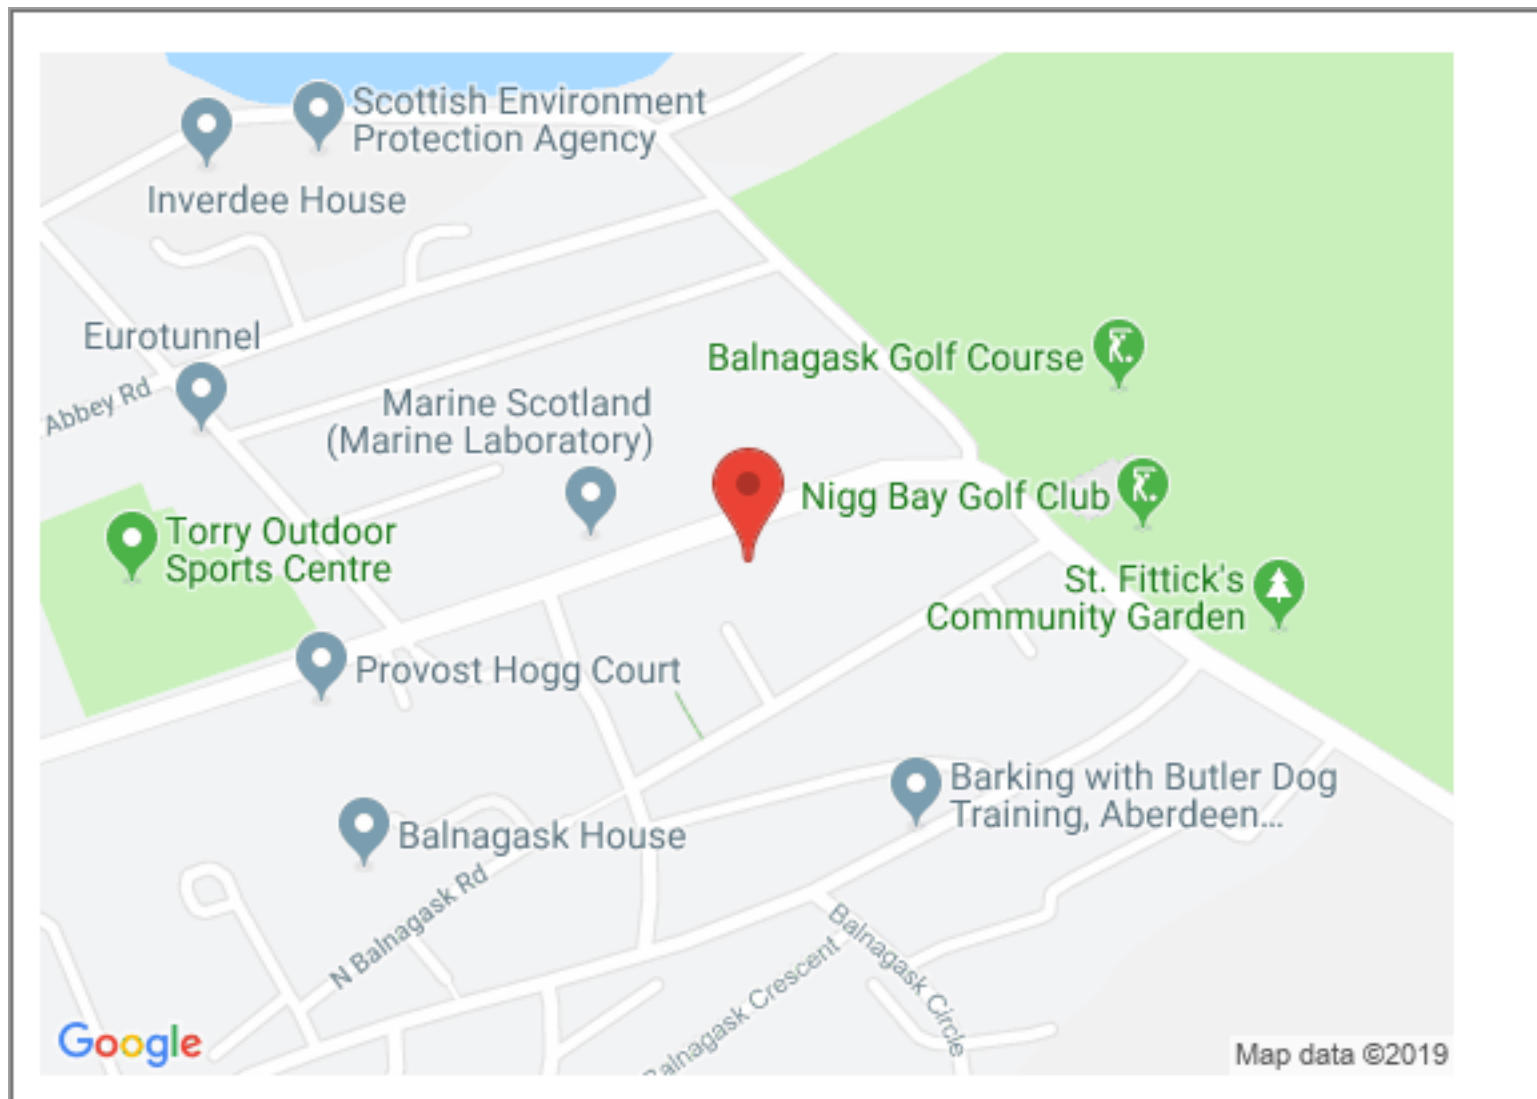 Scottish Environment
Protection Agency
Inverdee House
Eurotunnel
Abbey Rd
Balnagask Golf Course
Marine Scotland
(Marine Laboratory)
Nigg Bay Golf Club
Torry Outdoor
Sports Centre
St. Fittick's
Community Garden
Provost Hogg Court
Barking with Butler Dog
Training, Aberdeen...
Balnagask House
N Balnagask Rd
Balnagask Circle
Balnagask Crescent
Google
Map data ©2019